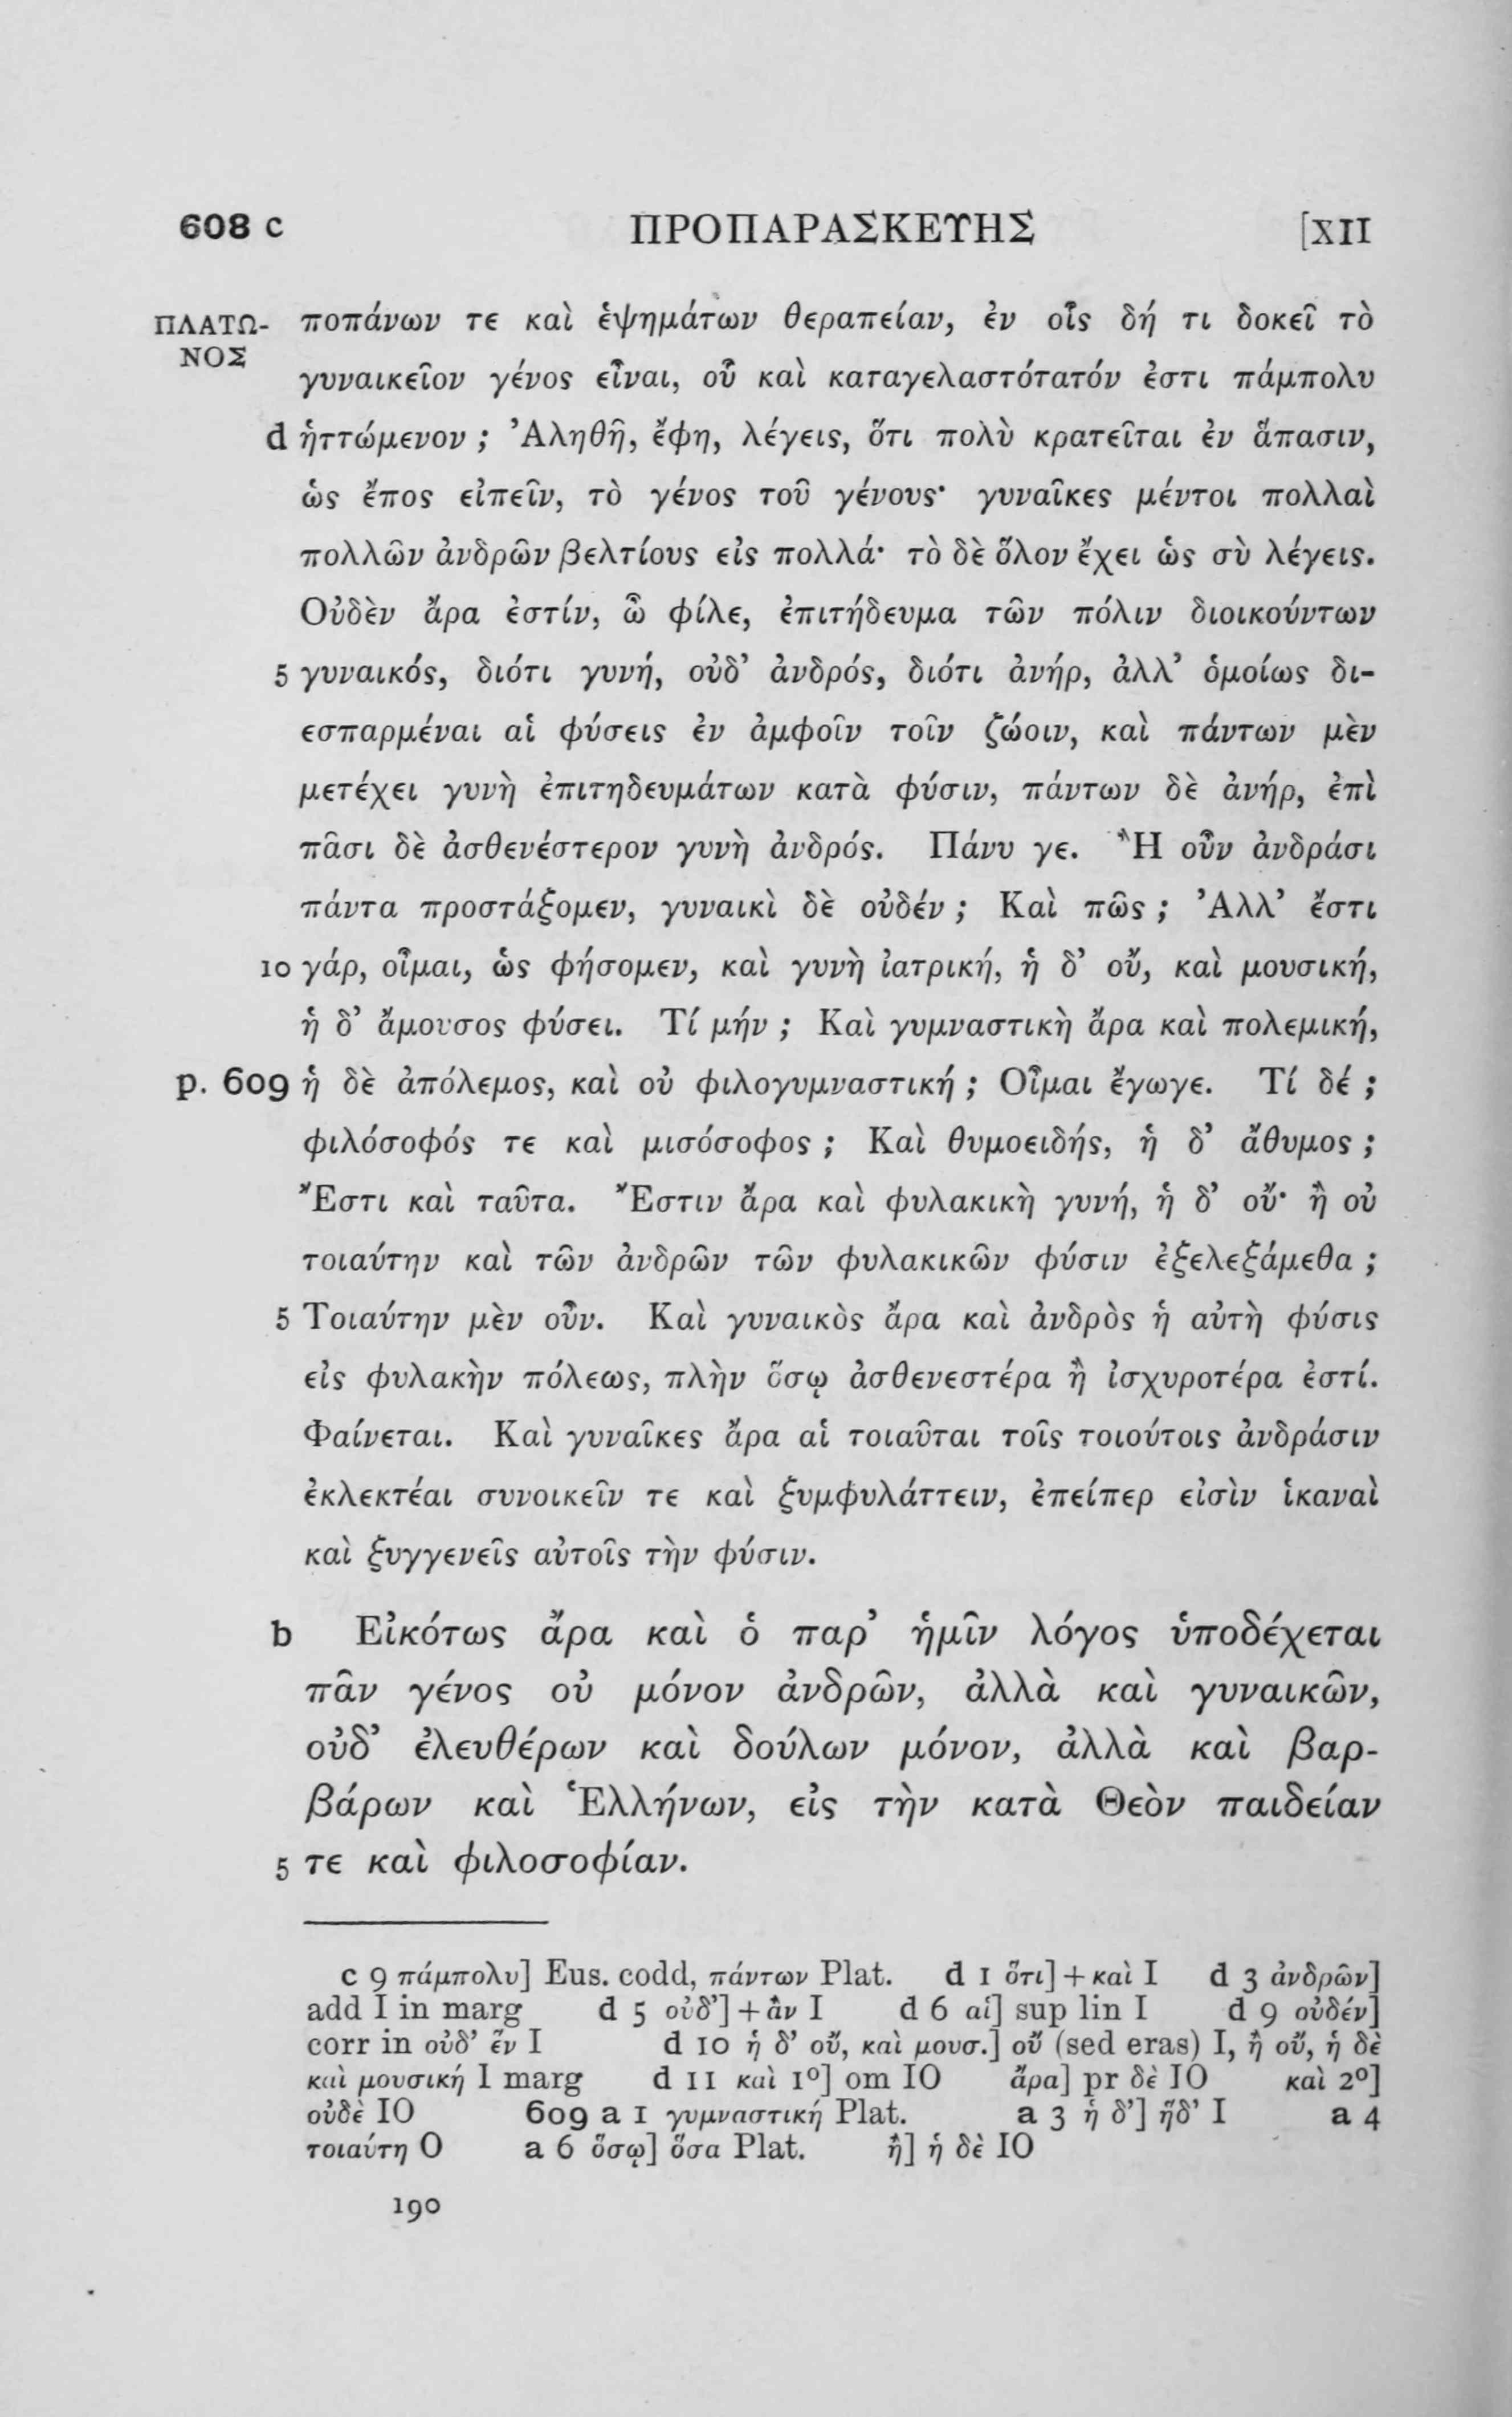 608 c ΠΡΟΠΑΡΑΣΚΕΥΗΣ [XII
ΠΛΑΤΩ- ποπάνων τε καὶ ἑψημάτων θεραπείαν, ἐν οἷς δή τι δοκεῖ τὸ
ΝΟΣ
γυναικεῖον γένος εἶναι, οὗ καὶ καταγελαστότατόν ἐστι πάμπολυ
d ἡττώμενον ; Ἀληθῆ, ἔφη, λέγεις, ὅτι πολὺ κρατεῖται ἐν ἅπασιν,
ὡς ἔπος εἰπεῖν, τὸ γένος τοῦ γένους· γυναῖκες μέντοι πολλαὶ
πολλῶν ἀνδρῶν βελτίους εἰς πολλά· τὸ δὲ ὅλον ἔχει ὡς σὺ λέγεις.
Οὐδὲν ἄρα ἐστίν, ὦ φίλε, ἐπιτήδευμα τῶν πόλιν διοικούντων
5 γυναικός, διότι γυνή, οὐδ’ ἀνδρός, διότι ἀνήρ, ἀλλ’ ὁμοίως δι-
εσπαρμέναι αἱ φύσεις ἐν ἀμφοῖν τοῖν ζώοιν, καὶ πάντων μὲν
μετέχει γυνὴ ἐπιτηδευμάτων κατὰ φύσιν, πάντων δὲ ἀνήρ, ἐπὶ
πᾶσι δὲ ἀσθενέστερον γυνὴ ἀνδρός. Πάνυ γε. Ἢ οὖν ἀνδράσι
πάντα προστάξομεν, γυναικὶ δὲ οὐδέν ; Καὶ πῶς ; Ἀλλ’ ἔστι
10 γάρ, οἶμαι, ὡς φήσομεν, καὶ γυνὴ ἰατρική, ἡ δ’ οὔ, καὶ μουσική,
ἡ δ’ ἄμουσος φύσει. Τί μήν ; Καὶ γυμναστικὴ ἄρα καὶ πολεμική,
p. 609 ἡ δὲ ἀπόλεμος, καὶ οὐ φιλογυμναστική ; Οἶμαι ἔγωγε. Τί δέ ;
φιλόσοφός τε καὶ μισόσοφος ; Καὶ θυμοειδής, ἡ δ’ ἄθυμος ;
Ἔστι καὶ ταῦτα. Ἔστιν ἄρα καὶ φυλακικὴ γυνή, ἡ δ’ οὔ· ἢ οὐ
τοιαύτην καὶ τῶν ἀνδρῶν τῶν φυλακικῶν φύσιν ἐξελεξάμεθα ;
5 Τοιαύτην μὲν οὖν. Καὶ γυναικὸς ἄρα καὶ ἀνδρὸς ἡ αὐτὴ φύσις
εἰς φυλακὴν πόλεως, πλὴν ὅσῳ ἀσθενεστέρα ἢ ἰσχυροτέρα ἐστί.
Φαίνεται. Καὶ γυναῖκες ἄρα αἱ τοιαῦται τοῖς τοιούτοις ἀνδράσιν
ἐκλεκτέαι συνοικεῖν τε καὶ ξυμφυλάττειν, ἐπείπερ εἰσὶν ἱκαναὶ
καὶ ξυγγενεῖς αὐτοῖς τὴν φύσιν.
b Εἰκότως ἄρα καὶ ὁ παρ’ ἡμῖν λόγος ὑποδέχεται
πᾶν γένος οὐ μόνον ἀνδρῶν, ἀλλὰ καὶ γυναικῶν,
οὐδ’ ἐλευθέρων καὶ δούλων μόνον, ἀλλὰ καὶ βαρ-
βάρων καὶ Ἑλλήνων, εἰς τὴν κατὰ Θεὸν παιδείαν
5 τε καὶ φιλοσοφίαν.
c 9 πάμπολυ] Eus. codd, πάντων Plat. d 1 ὅτι] + καὶ I d 3 ἀνδρῶν]
add I in marg d 5 οὐδ’] + ἂν I d 6 αἱ] sup lin I d 9 οὐδέν]
corr in οὐδ’ ἓν I d 10 ἡ δ’ οὔ, καὶ μουσ.] οὔ (sed eras) I, ἢ οὔ, ἡ δὲ
καὶ μουσική I marg d 11 καὶ 1º] om IO ἄρα] pr δὲ IO καὶ 2º]
οὐδὲ IO 609 a 1 γυμναστική Plat. a 3 ἡ δ’] ἥδ’ I a 4
τοιαύτη O a 6 ὅσῳ] ὅσα Plat. ἢ] ἡ δὲ IO
190